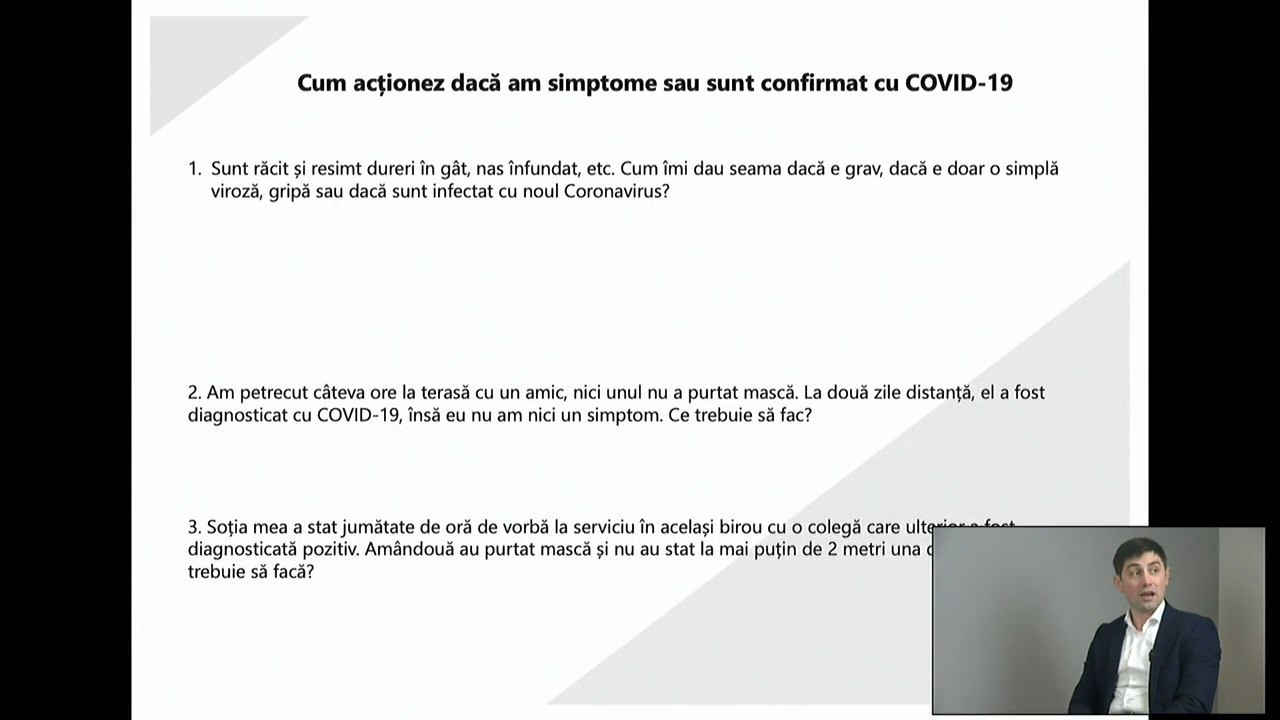 Cum acționez dacă am simptome sau sunt confirmat cu COVID-19
1. Sunt răcit și resimt dureri în gât, nas înfundat, etc. Cum îmi dau seama dacă e grav, dacă e doar o simplă
viroză, gripă sau dacă sunt infectat cu noul Coronavirus?
2. Am petrecut câteva ore la terasă cu un amic, nici unul nu a purtat mască. La două zile distanță, el a fost
diagnosticat cu COVID-19, însă eu nu am nici un simptom. Ce trebuie să fac?
3. Soția mea a stat jumătate de oră de vorbă la serviciu în același birou cu o colegă care ulterior a fost
diagnosticată pozitiv. Amândouă au purtat mască și nu au stat la mai puțin de 2 metri una
trebuie să facă?